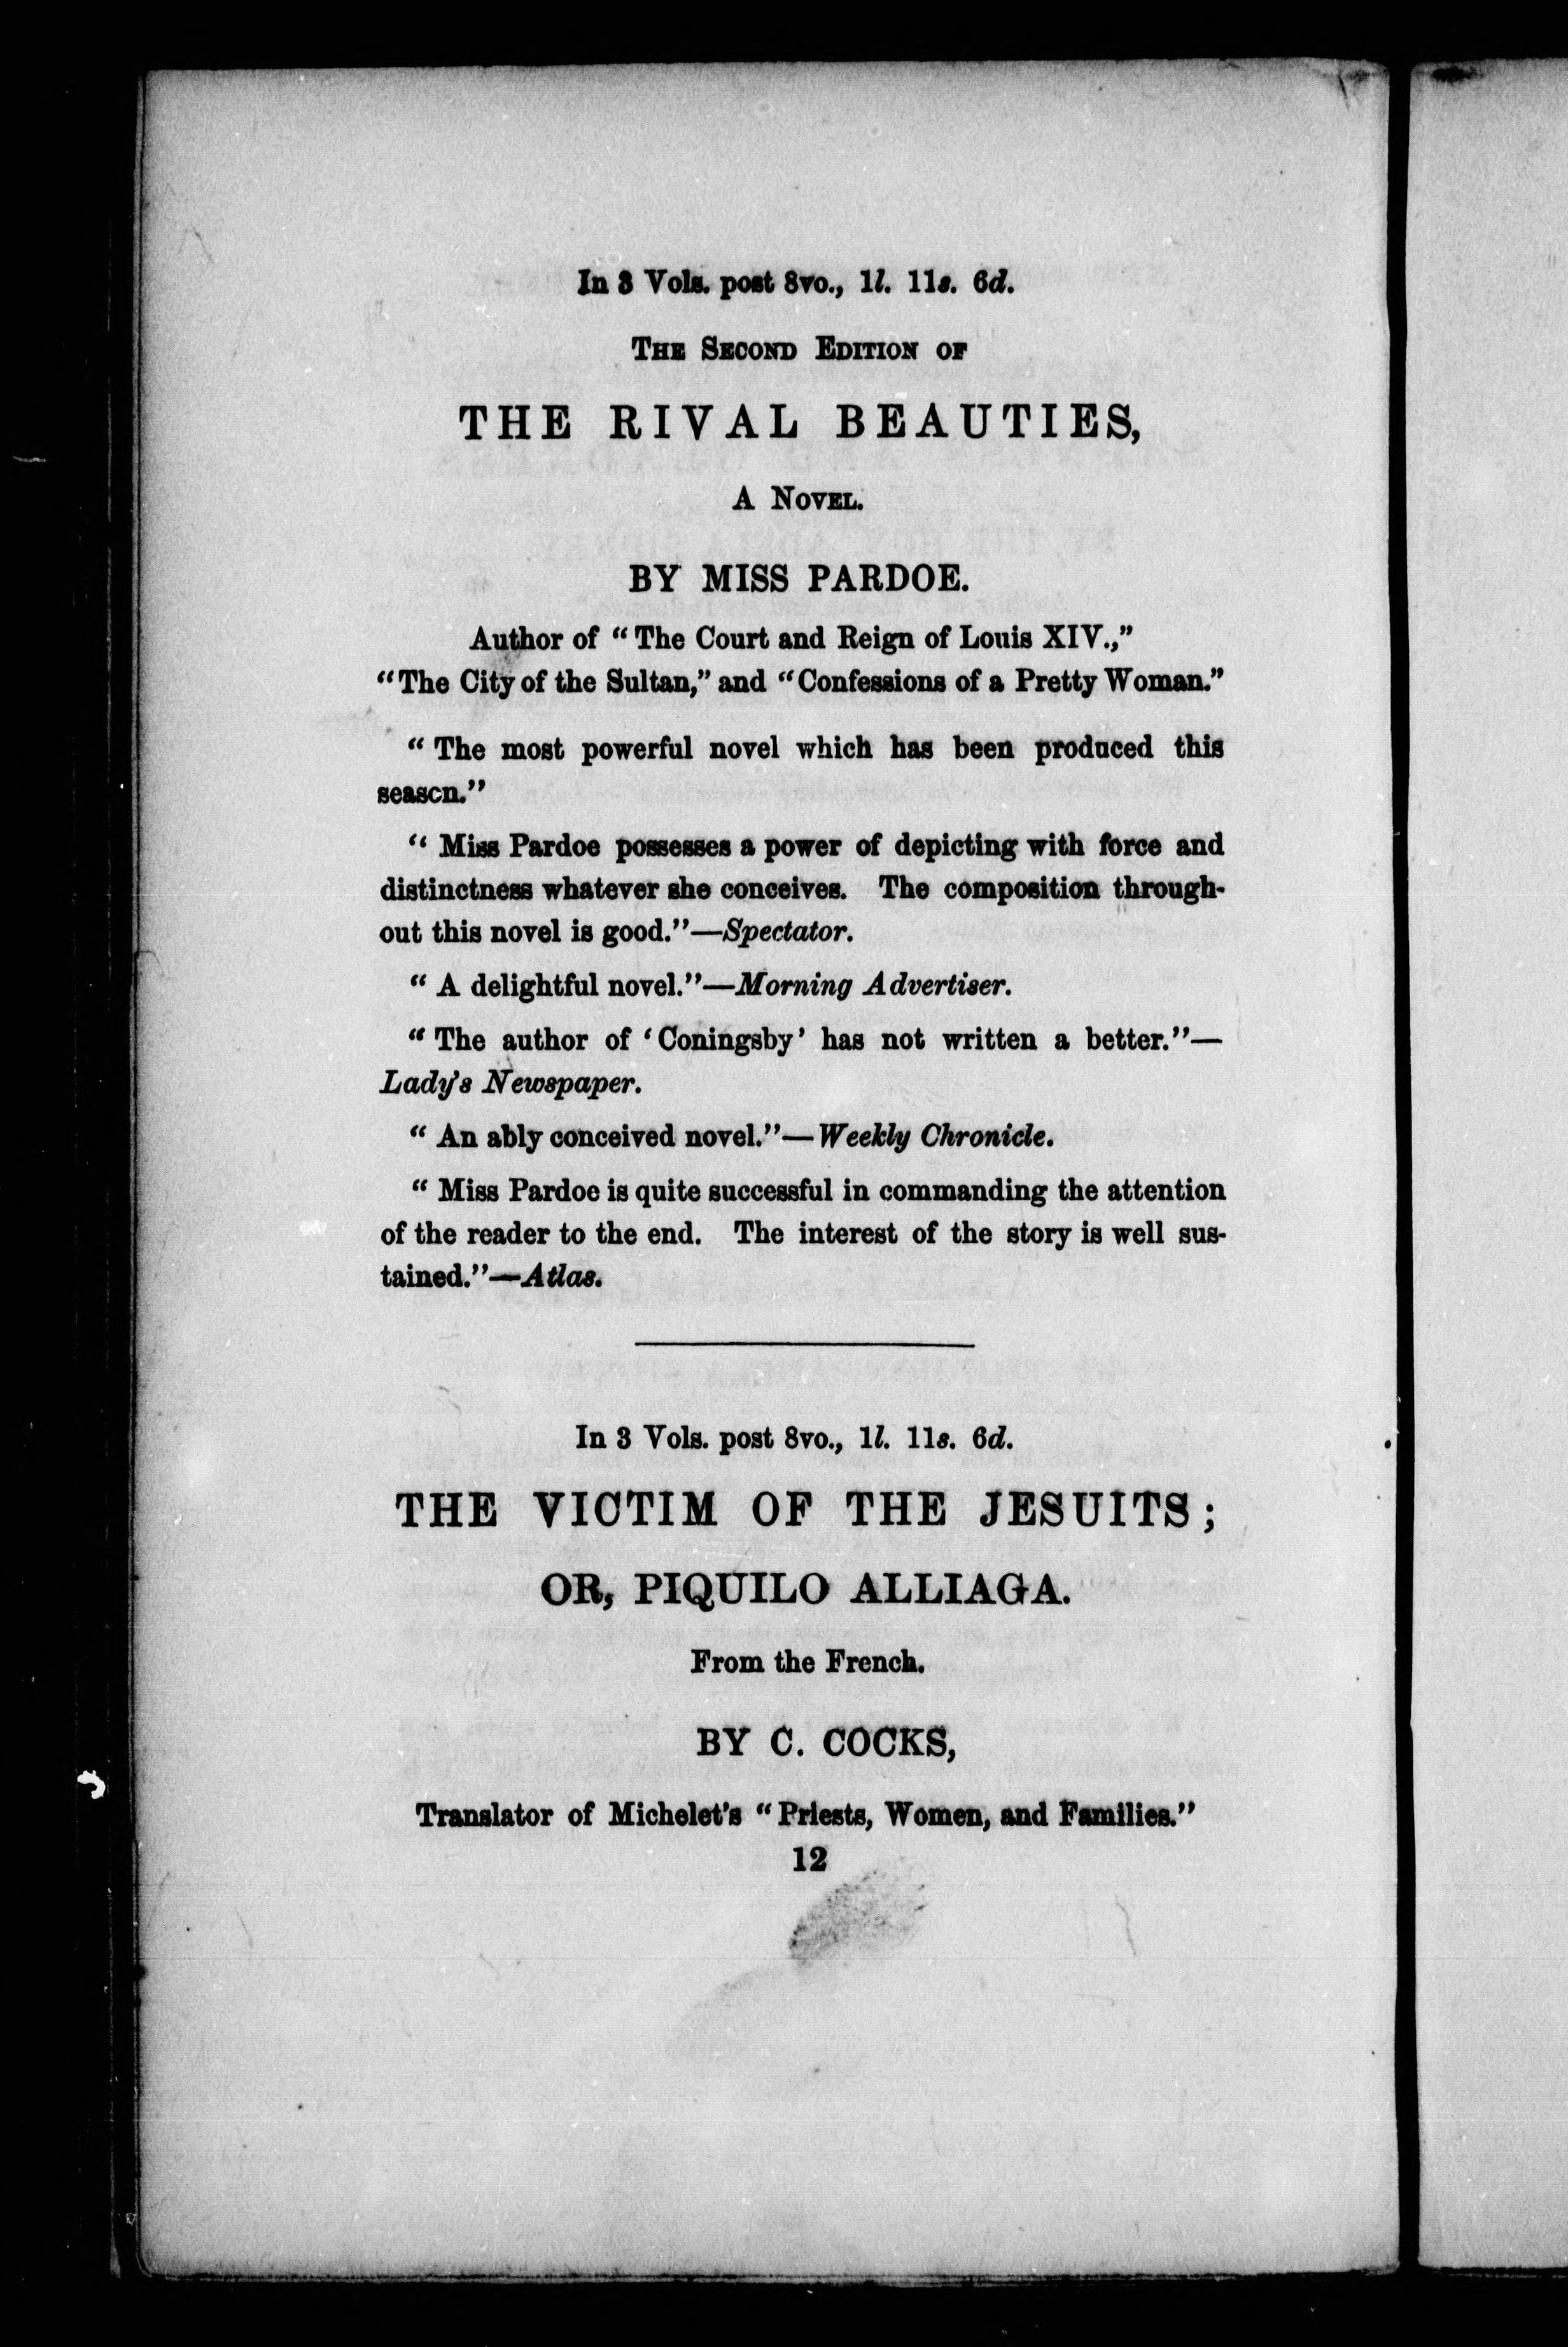 In 3 Vols. post 8vo., 1l. 11s. 6d.
THE SECOND EDITION OF
THE RIVAL BEAUTIES,
A NOVEL.
BY MISS PARDOE.
Author of “The Court and Reign of Louis XIV.,”
“The City of the Sultan,” and “Confessions of a Pretty Woman.”
“The most powerful novel which has been produced this
seascn.”
“Miss Pardoe possesses a power of depicting with force and
distinctness whatever she conceives. The composition through-
out this novel is good.”—Spectator.
“A delightful novel.”—Morning Advertiser.
“The author of ‘Coningsby’ has not written a better.”—
Lady's Newspaper.
“An ably conceived novel.”—Weekly Chronicle.
“Miss Pardoe is quite successful in commanding the attention
of the reader to the end. The interest of the story is well sus-
tained.”—Atlas.
In 3 Vols. post 8vo., 1l. 11s. 6d.
THE VICTIM OF THE JESUITS;
OR, PIQUILO ALLIAGA.
From the French.
BY C. COCKS,
Translator of Michelet's “Priests, Women, and Families.”
12